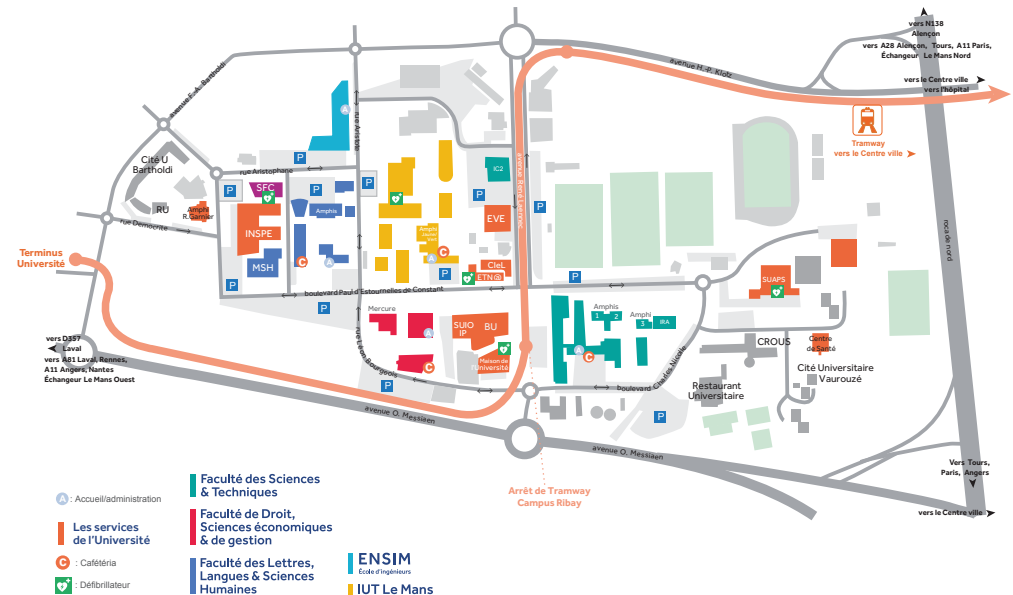 vers N138
Alençon
vers A28 Alençon, Tours, A11 Paris,
Échangeur Le Mans Nord
avenue H.-P. Klotz
vers le Centre ville
vers l'hôpital
Tramway
vers le Centre ville
avenue F.-A. Bartholdi
rue Aristote
A
P
Cité U
Bartholdi
rue Aristophane
P
P
P
P
SFC
IC2
P
P
avenue René Laennec
RU
Amphi
R.Garnier
Amphis
rue Démocrite
INSPE
EVE
Amphi
C
A
C
A
MSH
CleL
ETN
Terminus
Université
P
P
P
SUAPS
rocade nord
boulevard Paul d'Estournelles de Constant
P
Mercure
A
SUIO
IP
BU
Amphis
1
2
Amphi
3
IRA
vers D357
Laval
vers A81 Laval, Rennes,
A11 Angers, Nantes
Échangeur Le Mans Ouest
rue Léon Bourgeois
C
Maison de
l'Université
A
C
CROUS
Centre
de Santé
boulevard Charles Nicolle
Cité Universitaire
Vaurouzé
Restaurant
Universitaire
P
P
avenue O. Messiaen
avenue O. Messiaen
Vers Tours,
Paris, Angers
vers le Centre ville
Arrêt de Tramway
Campus Ribay
A : Accueil/administration
Les services
de l'Université
C : Cafétéria
: Défibrillateur
Faculté des Sciences
& Techniques
Faculté de Droit,
Sciences économiques
& de gestion
Faculté des Lettres,
Langues & Sciences
Humaines
ENSIM
École d'ingénieurs
IUT Le Mans